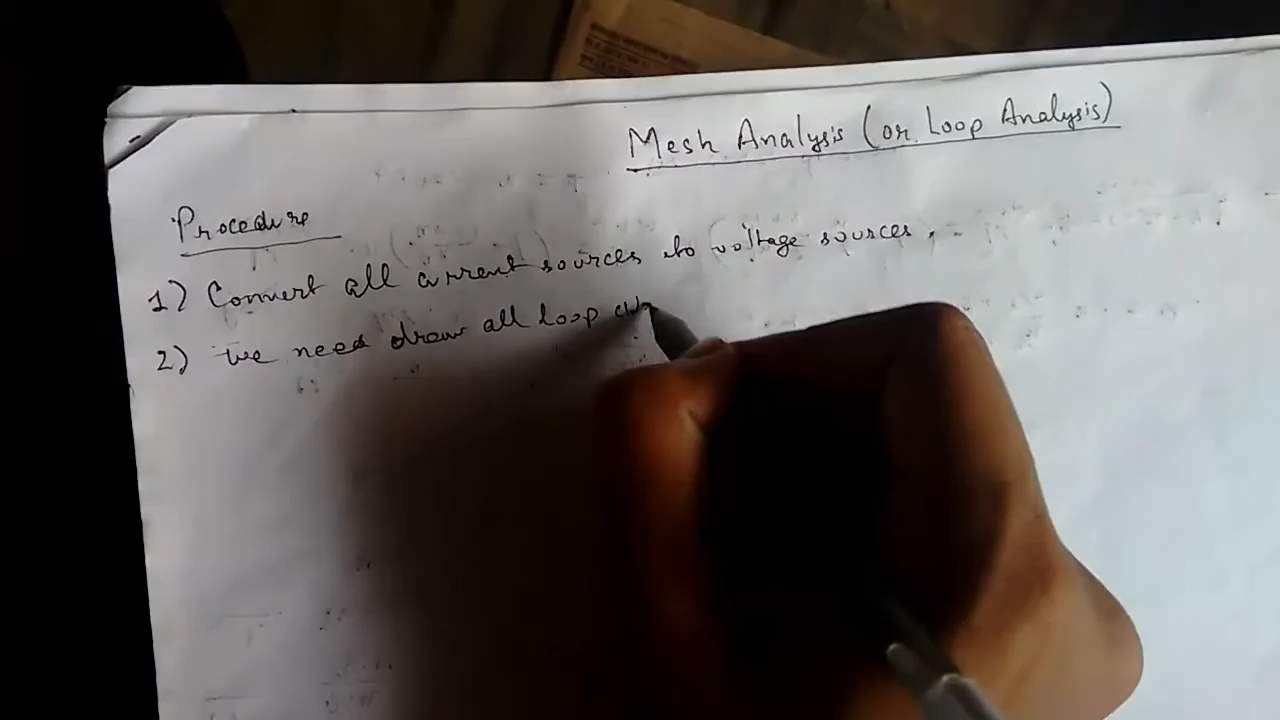 Mesh Analysis (or Loop Analysis)
Procedure
1) Convert all current sources to voltage sources.
2) we need draw all loop cur